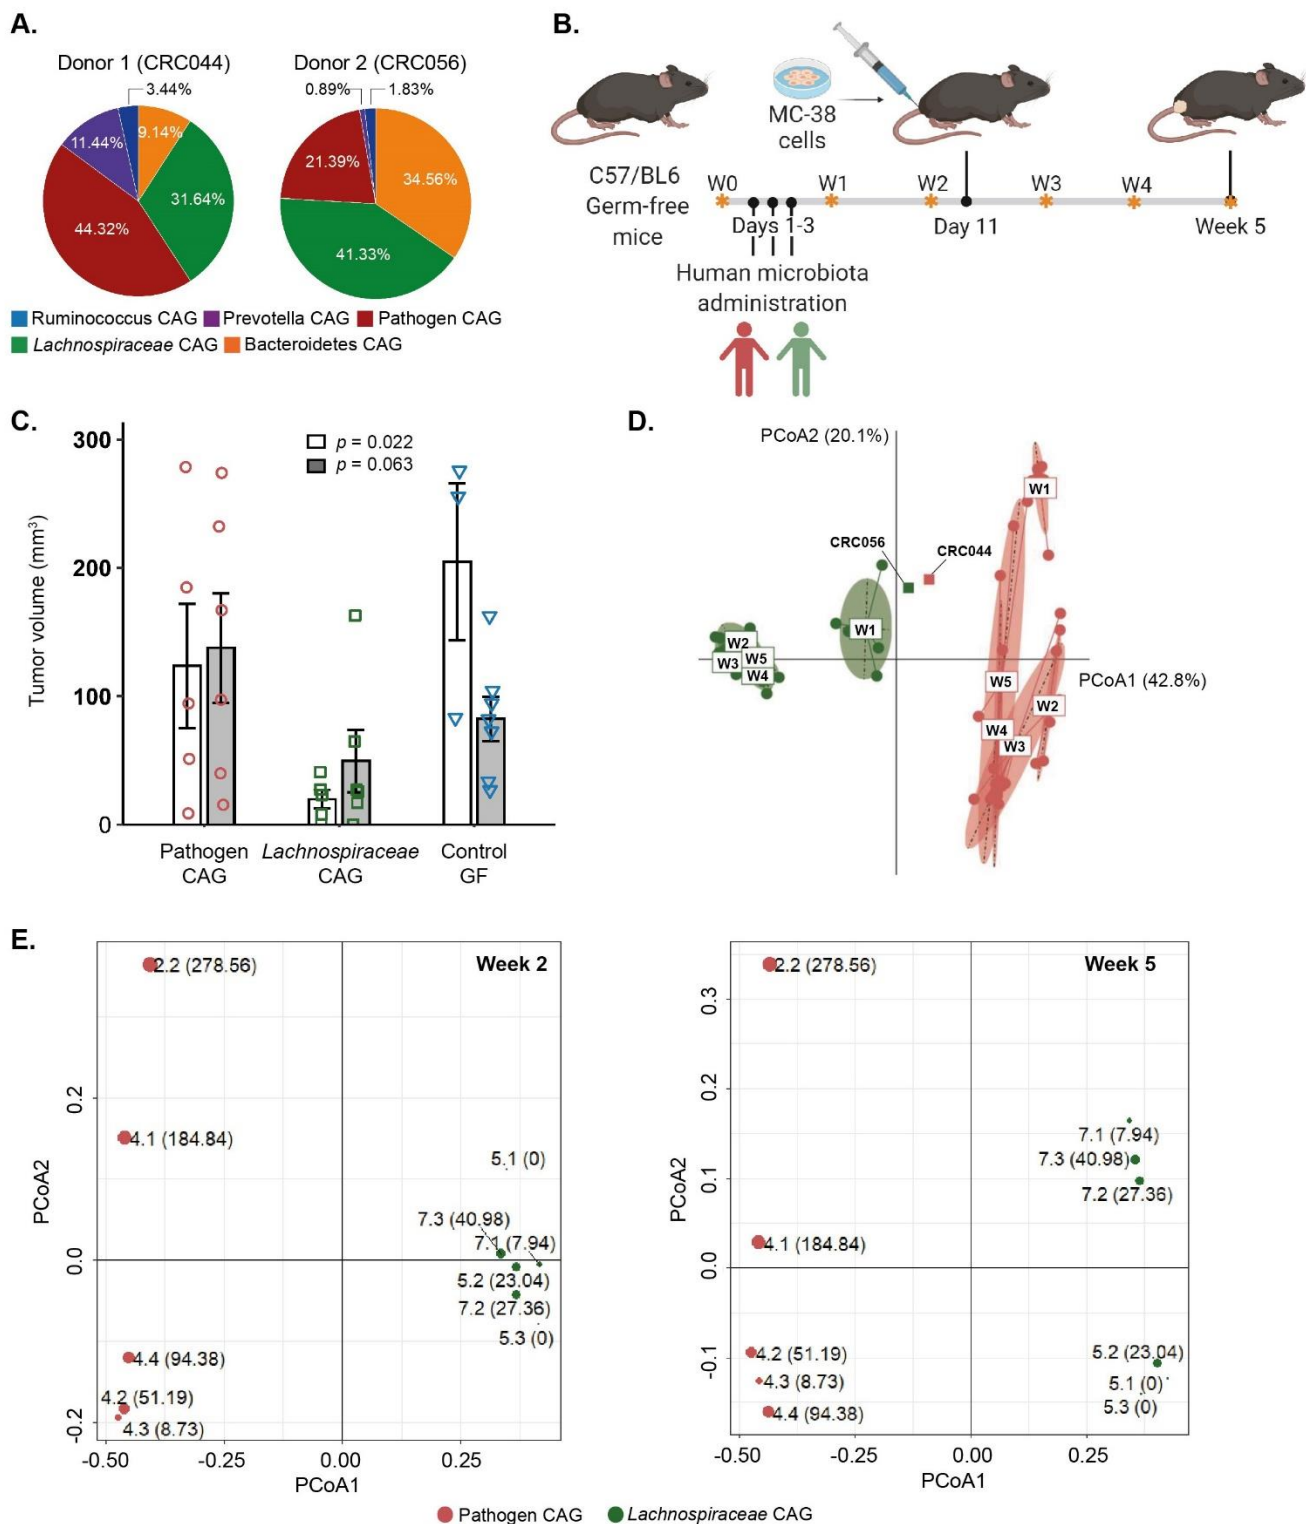 A.
Donor 1 (CRC044)
3.44%
9.14%
11.44%
31.64%
44.32%
Donor 2 (CRC056)
0.89%
1.83%
21.39%
34.56%
41.33%
Ruminococcus CAG Prevotella CAG Pathogen CAG
Lachnospiraceae CAG Bacteroidetes CAG
B.
MC-38
cells
C57/BL6
Germ-free
mice
W0 W1 W2 W3 W4
Days 1-3 Day 11 Week 5
Human microbiota
administration
C.
Tumor volume (mm³)
300
200
100
0
p = 0.022
p = 0.063
Pathogen
CAG
Lachnospiraceae
CAG
Control
GF
D.
PCoA2 (20.1%)
PCoA1 (42.8%)
CRC056
CRC044
W1
W1
W2
W3
W5
W4
W5
W2
W4
W3
E.
Week 2
2.2 (278.56)
4.1 (184.84)
5.1 (0)
7.3 (40.98)
7.1 (7.94)
5.2 (23.04)
7.2 (27.36)
5.3 (0)
4.4 (94.38)
4.2 (51.19)
4.3 (8.73)
0.2
0.0
-0.2
PCoA2
-0.50 -0.25 0.00 0.25
PCoA1
Week 5
2.2 (278.56)
7.1 (7.94)
7.3 (40.98)
7.2 (27.36)
4.1 (184.84)
4.2 (51.19)
4.3 (8.73)
4.4 (94.38)
5.2 (23.04)
5.1 (0)
5.3 (0)
0.3
0.2
0.1
0.0
-0.1
PCoA2
-0.50 -0.25 0.00 0.25
PCoA1
Pathogen CAG Lachnospiraceae CAG